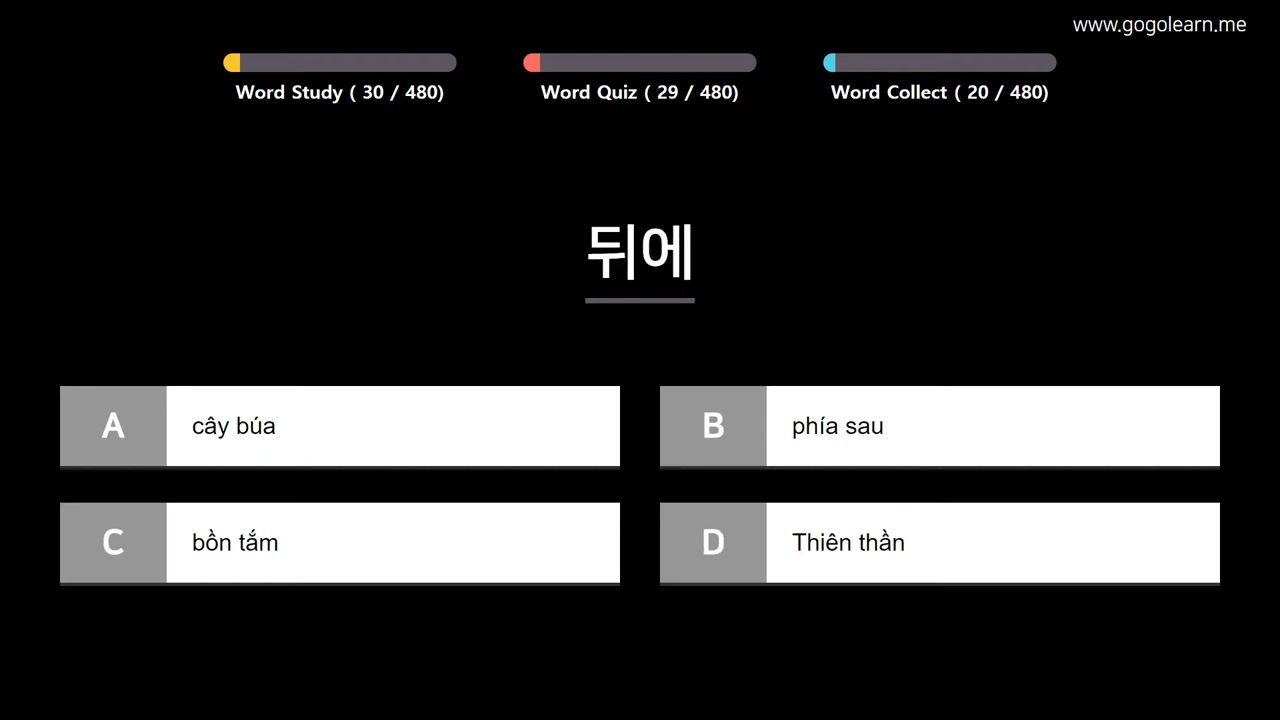 www.gogolearn.me
Word Study ( 30 / 480)
Word Quiz ( 29 / 480)
Word Collect ( 20 / 480)
뒤에
A cây búa
B phía sau
C bồn tắm
D Thiên thần